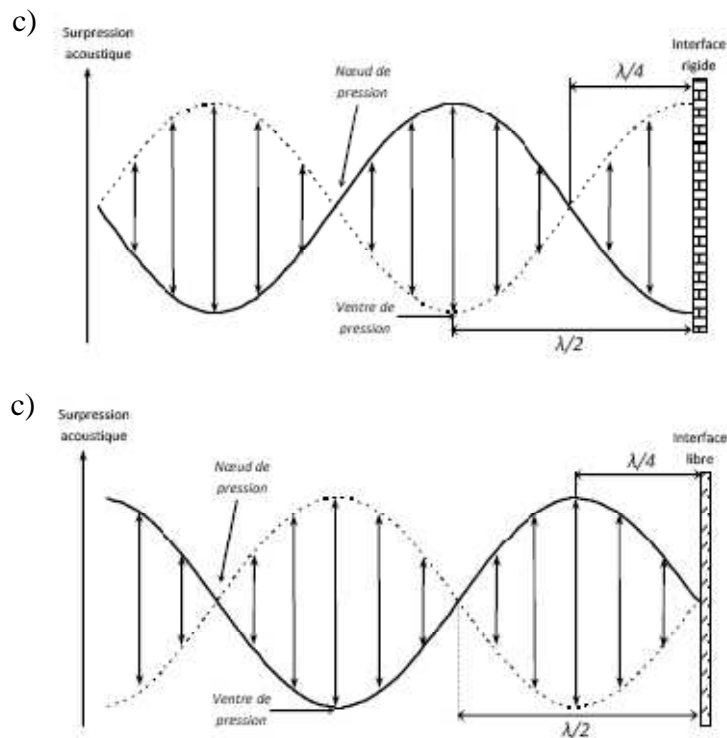 c)
Surpression
acoustique
Nœud de
pression
λ/4
Interface
rigide
Ventre de
pression
λ/2
c)
Surpression
acoustique
Nœud de
pression
λ/4
Interface
libre
Ventre de
pression
λ/2